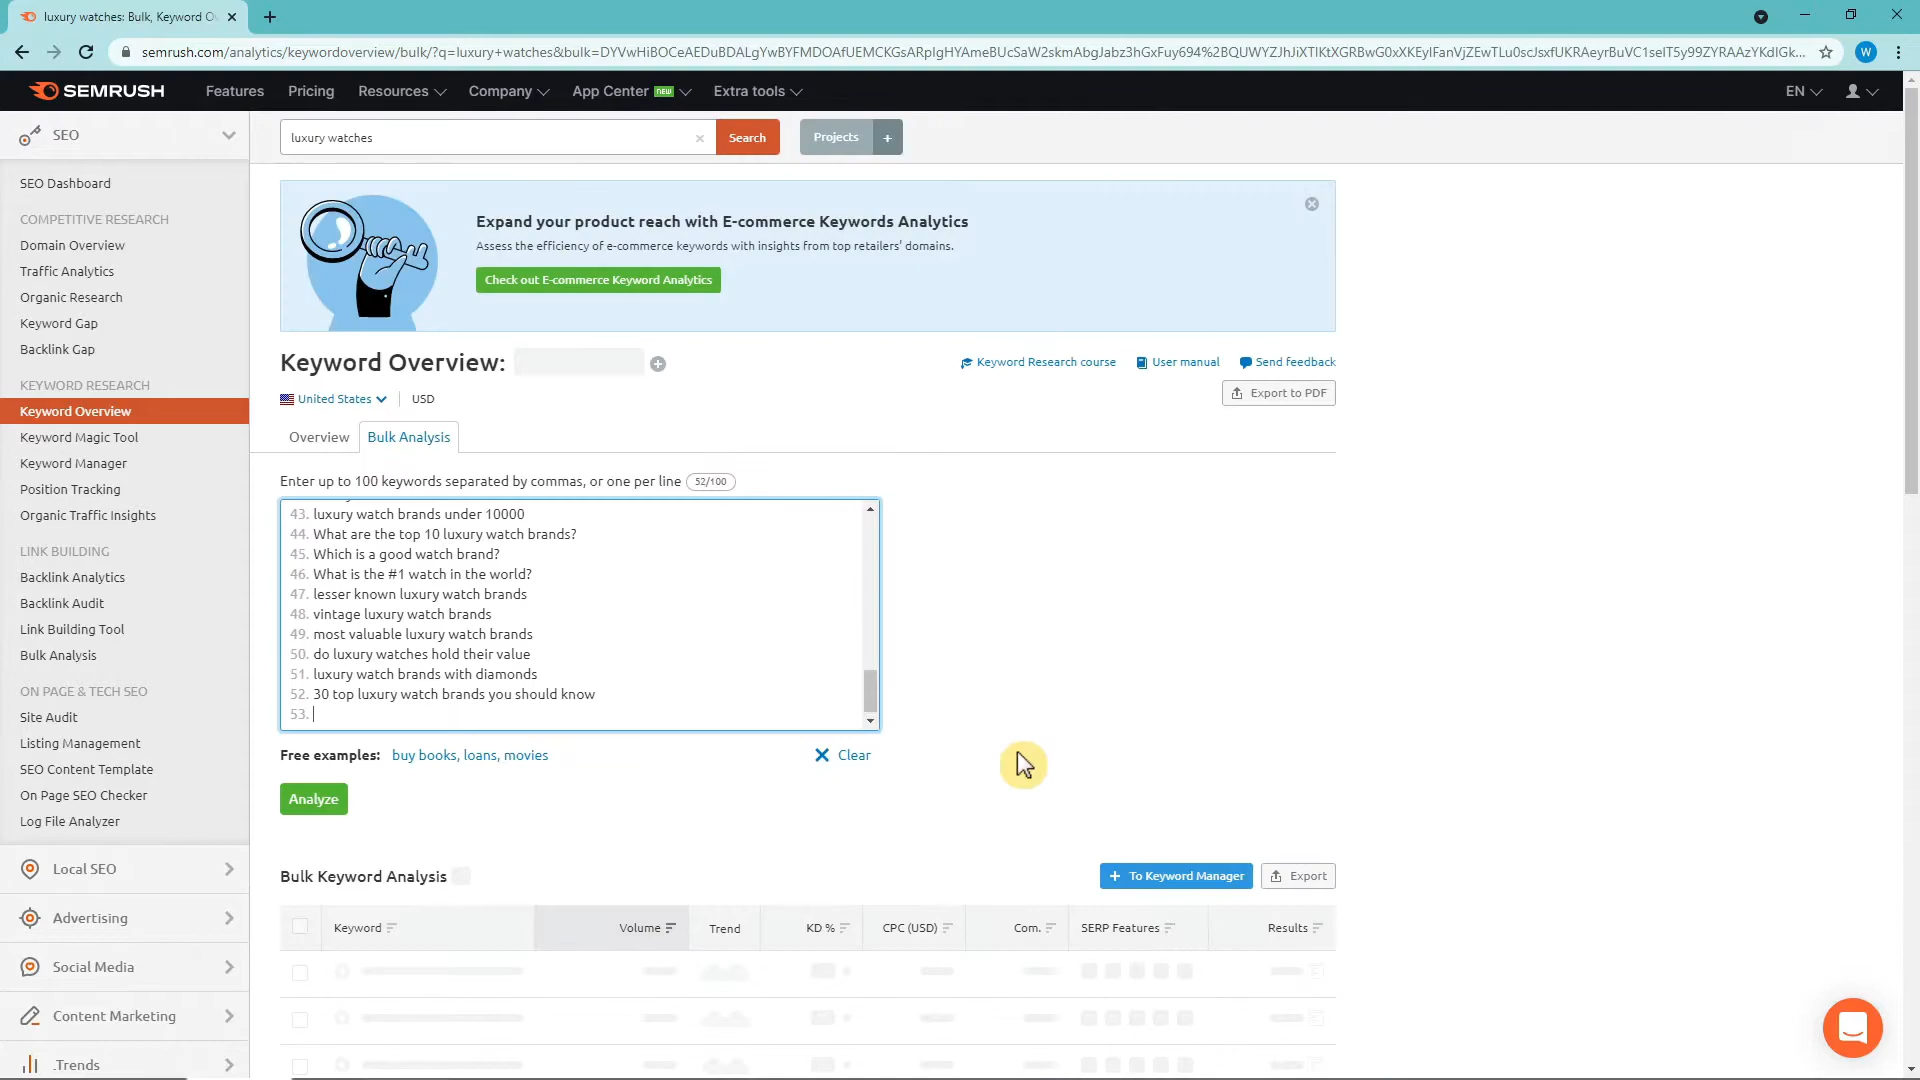 luxury watches: Bulk, Keyword Ov
semrush.com/analytics/keywordoverview/bulk/?q=luxury+watches&bulk=DYVwHiBOCeAEDuBDALgYwBYFMDOAfUEMCKGsARpIgHYAmeBUcSaW2skmAbgJabz3hGxFuy694%2BQUWYZJhJiXTIKtXGRBwG0xXKEyIFanVjZEwTLu0scJsxfUKRAeyrBuVC1seIT5y99ZYRAAzYKdIGk...
W
SEMRUSH
Features
Pricing
Resources
Company
App Center NEW
Extra tools
EN
SEO
luxury watches
Search
Projects
+
SEO Dashboard
COMPETITIVE RESEARCH
Domain Overview
Traffic Analytics
Organic Research
Keyword Gap
Backlink Gap
KEYWORD RESEARCH
Keyword Overview
Keyword Magic Tool
Keyword Manager
Position Tracking
Organic Traffic Insights
LINK BUILDING
Backlink Analytics
Backlink Audit
Link Building Tool
Bulk Analysis
ON PAGE & TECH SEO
Site Audit
Listing Management
SEO Content Template
On Page SEO Checker
Log File Analyzer
Local SEO
Advertising
Social Media
Content Marketing
.Trends
Expand your product reach with E-commerce Keywords Analytics
Assess the efficiency of e-commerce keywords with insights from top retailers' domains.
Check out E-commerce Keyword Analytics
Keyword Overview:
Keyword Research course
User manual
Send feedback
United States
USD
Export to PDF
Overview
Bulk Analysis
Enter up to 100 keywords separated by commas, or one per line 52/100
43. luxury watch brands under 10000
44. What are the top 10 luxury watch brands?
45. Which is a good watch brand?
46. What is the #1 watch in the world?
47. lesser known luxury watch brands
48. vintage luxury watch brands
49. most valuable luxury watch brands
50. do luxury watches hold their value
51. luxury watch brands with diamonds
52. 30 top luxury watch brands you should know
53.
Free examples: buy books, loans, movies
Clear
Analyze
Bulk Keyword Analysis
+ To Keyword Manager
Export
Keyword
Volume
Trend
KD %
CPC (USD)
Com.
SERP Features
Results